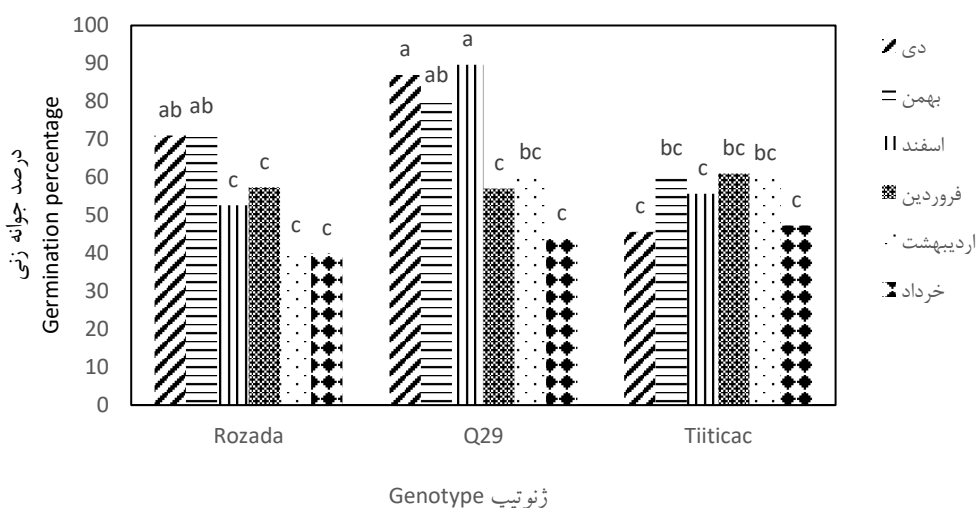 100
90
80
70
60
50
40
30
20
10
0
درصد جوانه زنی
Germination percentage
ab ab c c c c
a ab a c bc c
c bc c bc bc c
Rozada Q29 Tiiticac
Genotype ژنوتیپ
دی
بهمن
اسفند
فروردین
اردیبهشت
خرداد